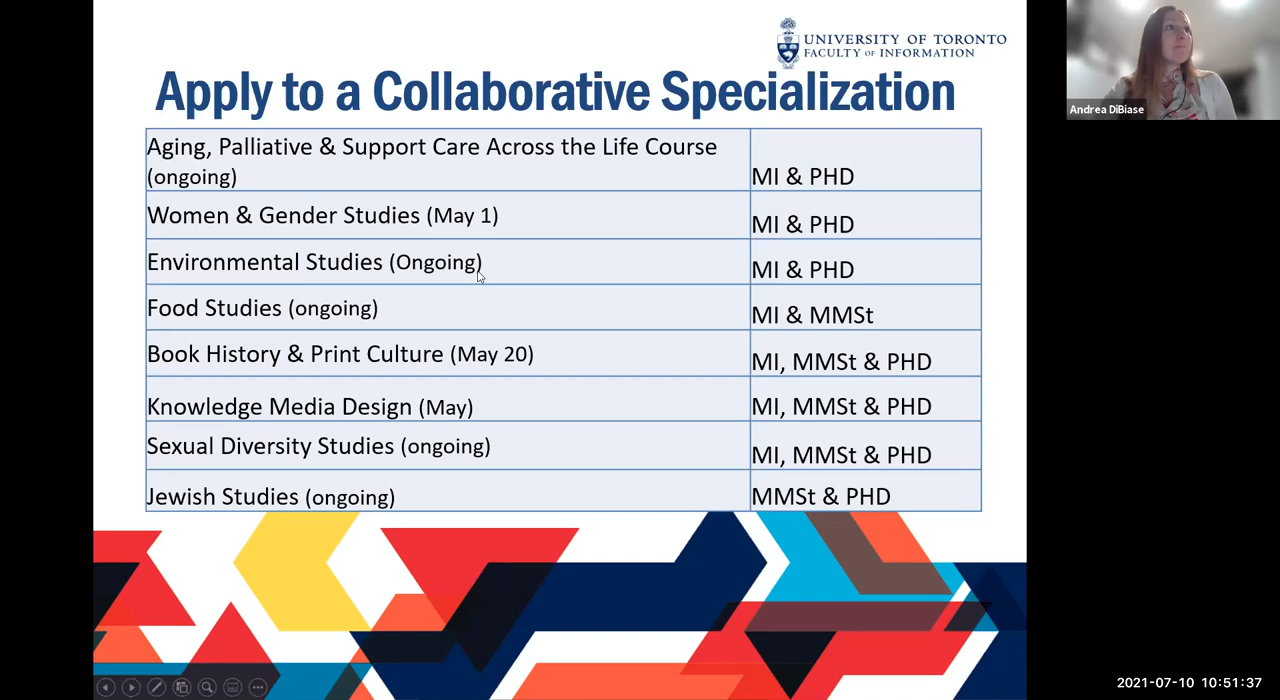 UNIVERSITY OF TORONTO
FACULTY OF INFORMATION
Apply to a Collaborative Specialization
Aging, Palliative & Support Care Across the Life Course
(ongoing)
MI & PHD
Women & Gender Studies (May 1)
MI & PHD
Environmental Studies (Ongoing)
MI & PHD
Food Studies (ongoing)
MI & MMSt
Book History & Print Culture (May 20)
MI, MMSt & PHD
Knowledge Media Design (May)
MI, MMSt & PHD
Sexual Diversity Studies (ongoing)
MI, MMSt & PHD
Jewish Studies (ongoing)
MMSt & PHD
Andrea DiBiase
2021-07-10 10:51:37